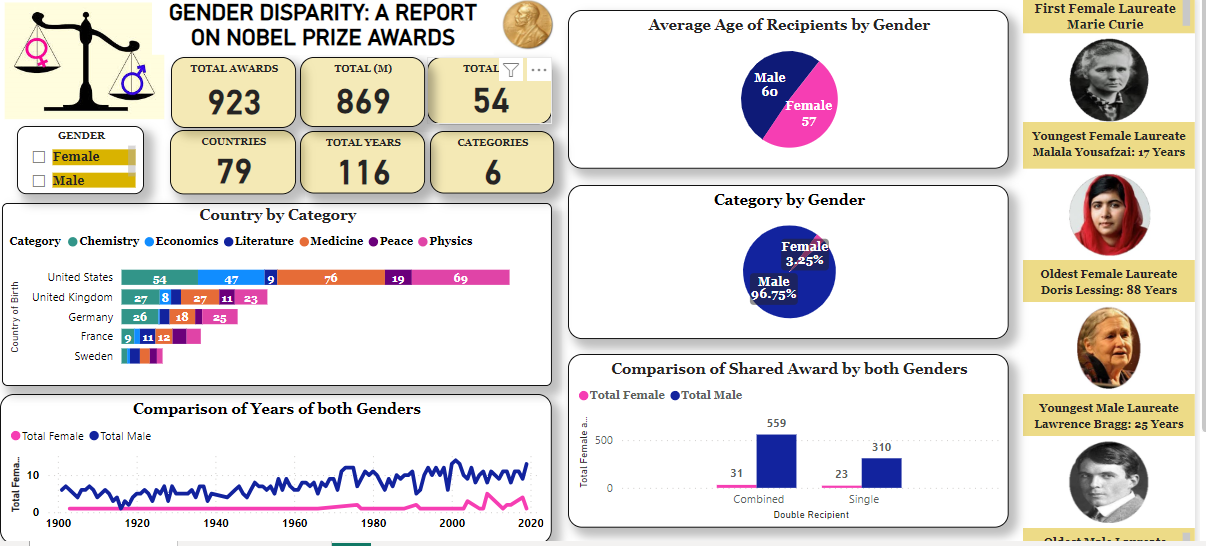 GENDER DISPARITY: A REPORT
ON NOBEL PRIZE AWARDS
TOTAL AWARDS
923
TOTAL (M)
869
TOTAL
54
COUNTRIES
79
TOTAL YEARS
116
CATEGORIES
6
GENDER
Female
Male
Country by Category
Category Chemistry Economics Literature Medicine Peace Physics
Country of Birth
United States 54 47 9 76 19 69
United Kingdom 27 8 27 11 23
Germany 26 18 25
France 9 11 12
Sweden
Comparison of Years of both Genders
Total Female Total Male
Total Fema...
10
0
1900 1920 1940 1960 1980 2000 2020
Average Age of Recipients by Gender
Male
60
Female
57
Category by Gender
Female
3.25%
Male
96.75%
Comparison of Shared Award by both Genders
Total Female Total Male
Total Female a...
500
0
31 559 23 310
Combined Single
Double Recipient
First Female Laureate
Marie Curie
Youngest Female Laureate
Malala Yousafzai: 17 Years
Oldest Female Laureate
Doris Lessing: 88 Years
Youngest Male Laureate
Lawrence Bragg: 25 Years
Oldest Male Laureate